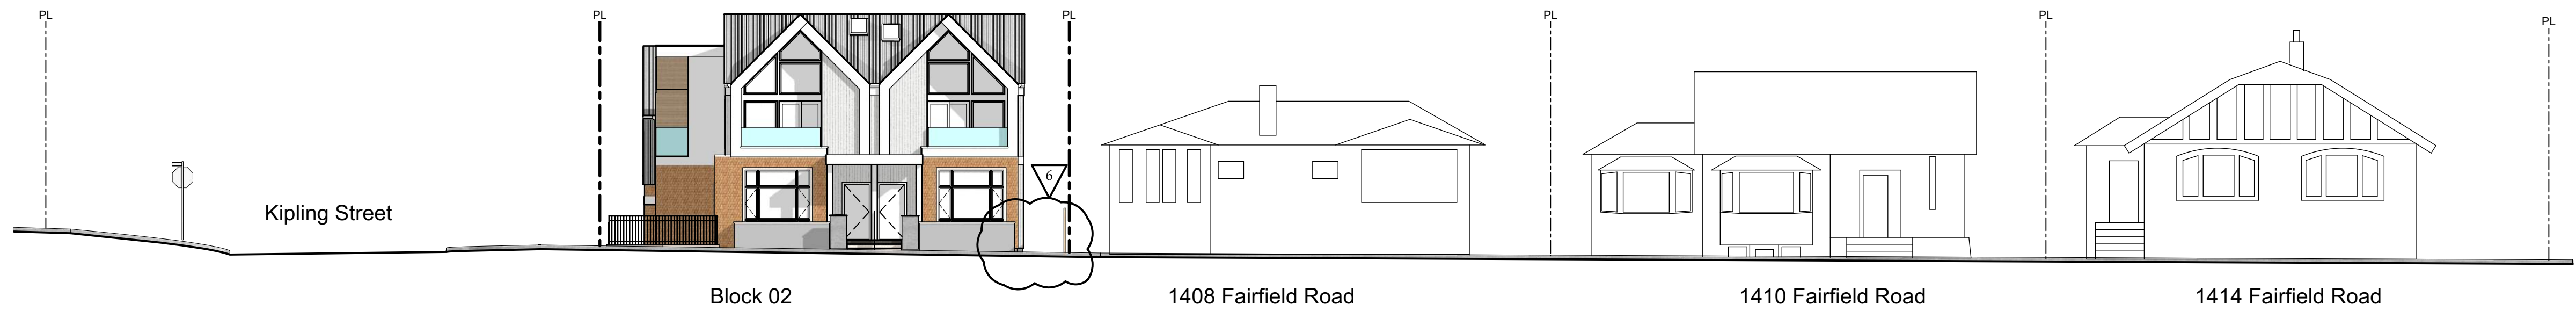 PL
PL
PL
PL
PL
PL
6
Kipling Street
Block 02
1408 Fairfield Road
1410 Fairfield Road
1414 Fairfield Road